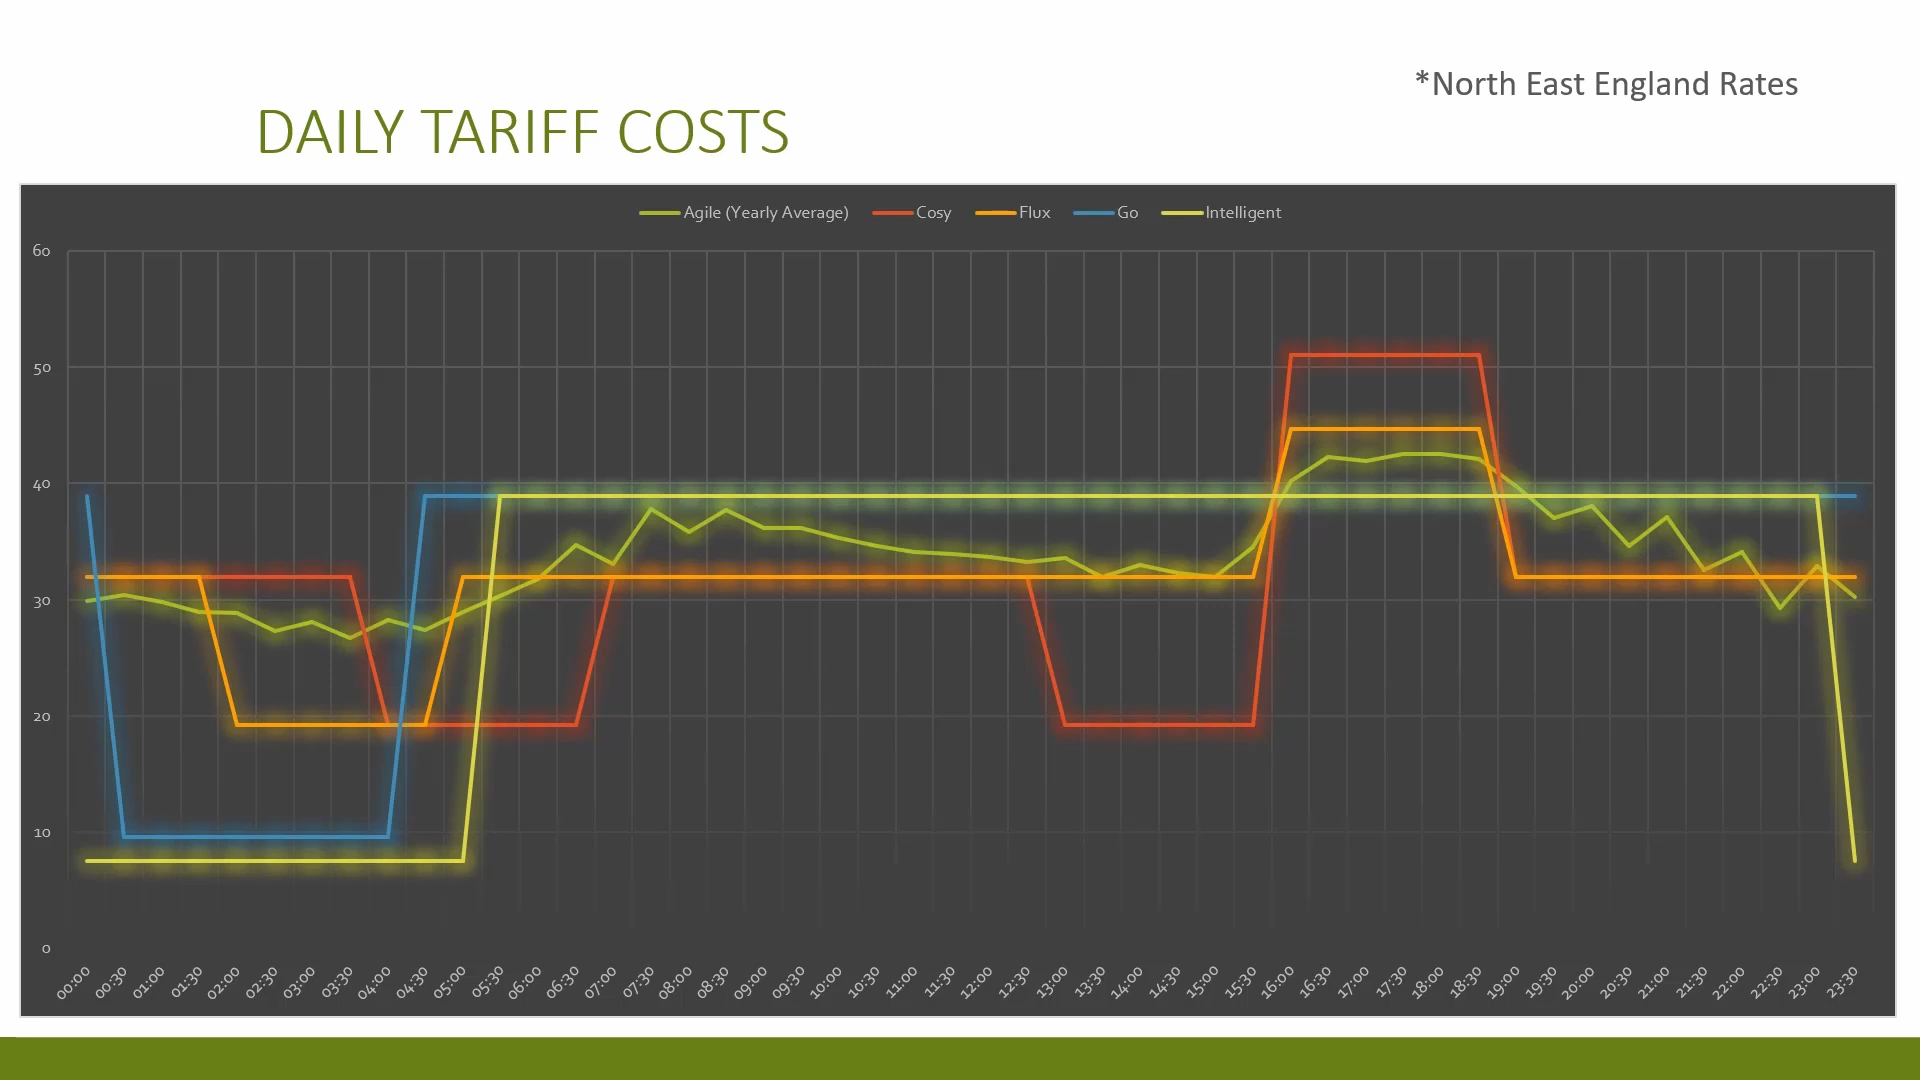 *North East England Rates
DAILY TARIFF COSTS
Agile (Yearly Average) Cosy Flux Go Intelligent
60
50
40
30
20
10
0
00:00 00:30 01:00 01:30 02:00 02:30 03:00 03:30 04:00 04:30 05:00 05:30 06:00 06:30 07:00 07:30 08:00 08:30 09:00 09:30 10:00 10:30 11:00 11:30 12:00 12:30 13:00 13:30 14:00 14:30 15:00 15:30 16:00 16:30 17:00 17:30 18:00 18:30 19:00 19:30 20:00 20:30 21:00 21:30 22:00 22:30 23:00 23:30